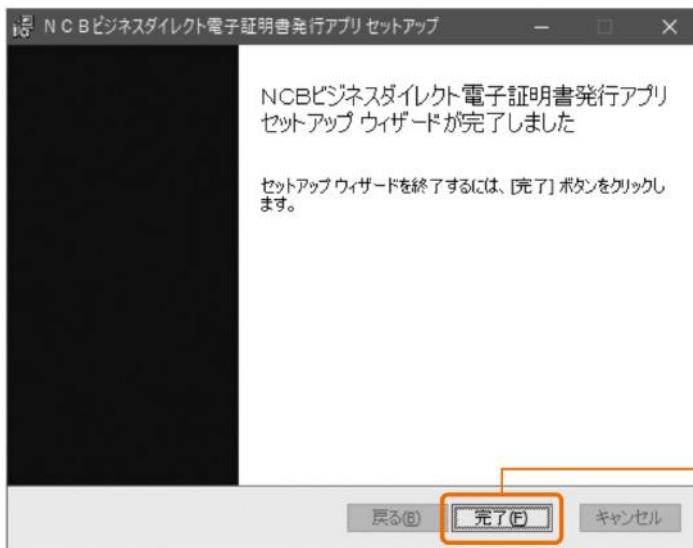 NCBビジネスダイレクト電子証明書発行アプリ セットアップ
NCBビジネスダイレクト電子証明書発行アプリ
セットアップ ウィザードが完了しました
セットアップ ウィザードを終了するには、[完了] ボタンをクリックし
ます。
戻る(B) 完了(F) キャンセル